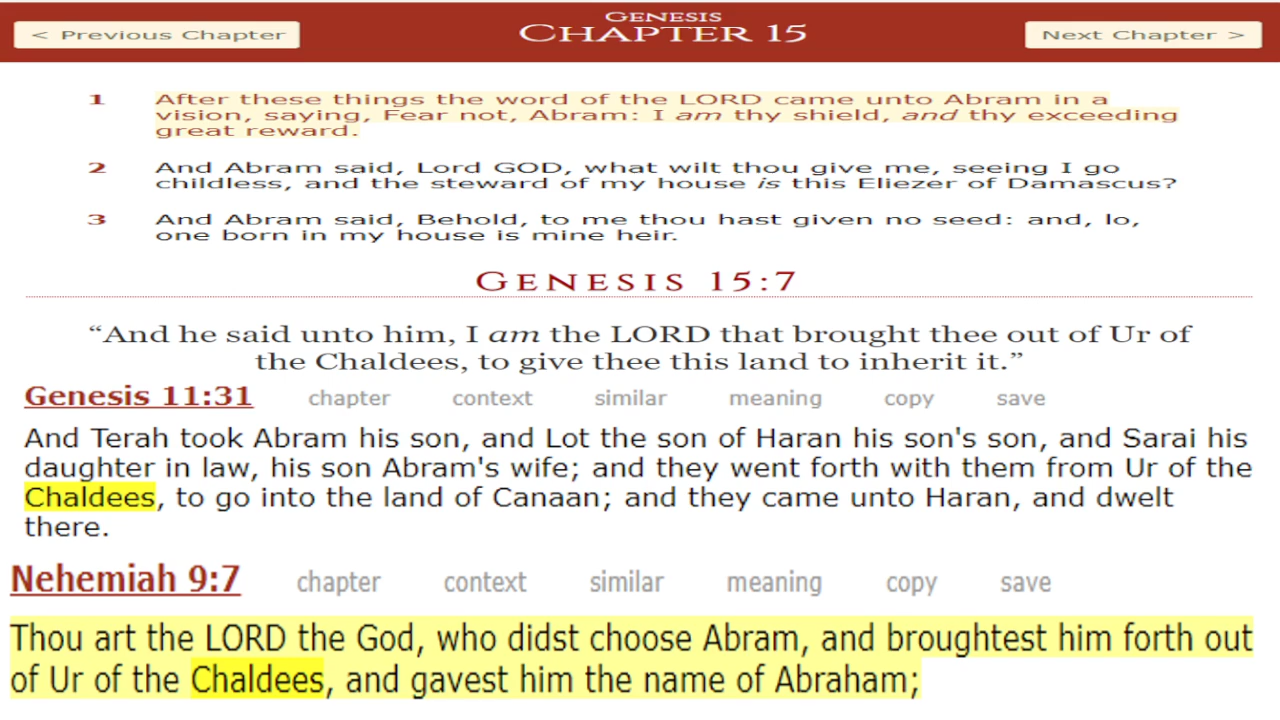 GENESIS
< Previous Chapter CHAPTER 15 Next Chapter >
1 After these things the word of the LORD came unto Abram in a
vision, saying, Fear not, Abram: I am thy shield, and thy exceeding
great reward.
2 And Abram said, Lord GOD, what wilt thou give me, seeing I go
childless, and the steward of my house is this Eliezer of Damascus?
3 And Abram said, Behold, to me thou hast given no seed: and, lo,
one born in my house is mine heir.
GENESIS 15:7
“And he said unto him, I am the LORD that brought thee out of Ur of
the Chaldees, to give thee this land to inherit it.”
Genesis 11:31 chapter context similar meaning copy save
And Terah took Abram his son, and Lot the son of Haran his son's son, and Sarai his
daughter in law, his son Abram's wife; and they went forth with them from Ur of the
Chaldees, to go into the land of Canaan; and they came unto Haran, and dwelt
there.
Nehemiah 9:7 chapter context similar meaning copy save
Thou art the LORD the God, who didst choose Abram, and broughtest him forth out
of Ur of the Chaldees, and gavest him the name of Abraham;